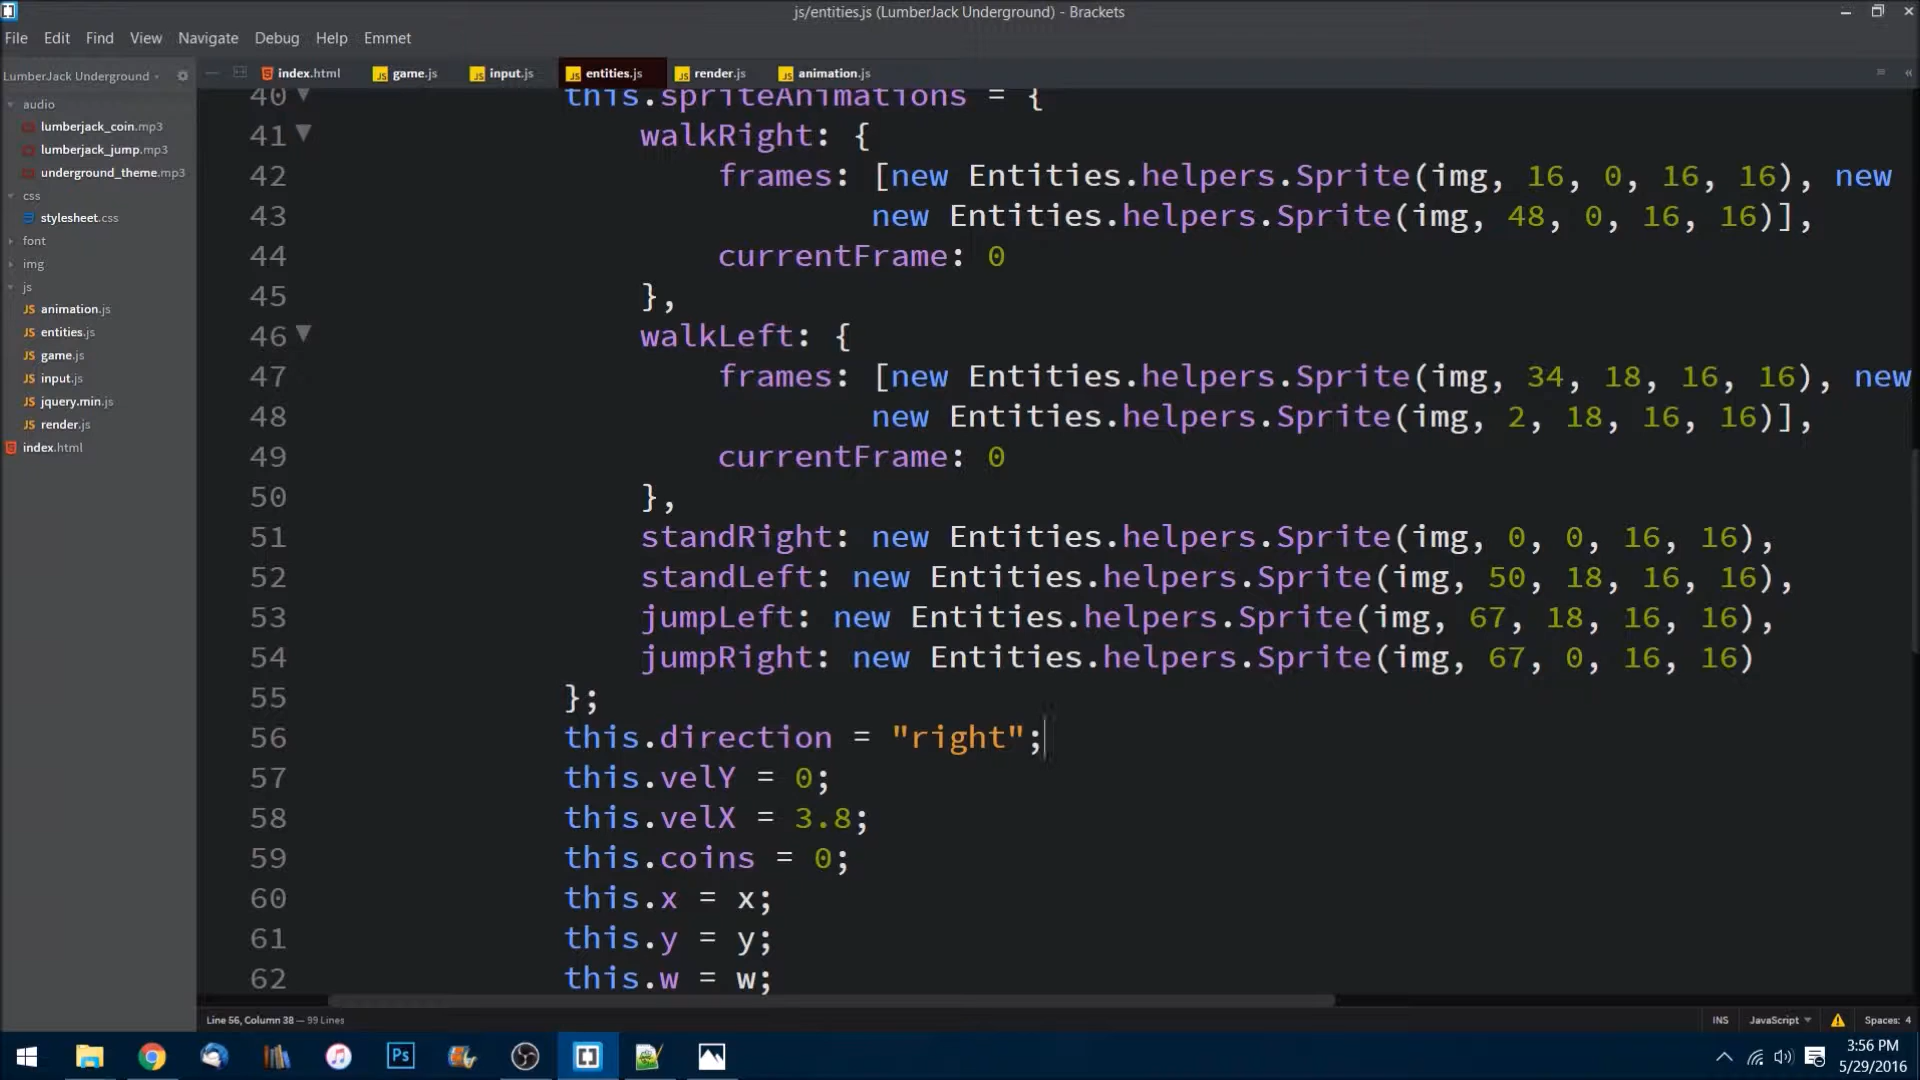 js/entities.js (LumberJack Underground) - Brackets
File Edit Find View Navigate Debug Help Emmet
LumberJack Underground
index.html game.js input.js entities.js render.js animation.js
audio
lumberjack_coin.mp3
lumberjack_jump.mp3
underground_theme.mp3
css
stylesheet.css
font
img
js
JS animation.js
JS entities.js
JS game.js
JS input.js
JS jquery.min.js
JS render.js
index.html
40 this.spriteAnimations = {
41 walkRight: {
42 frames: [new Entities.helpers.Sprite(img, 16, 0, 16, 16), new
43 new Entities.helpers.Sprite(img, 48, 0, 16, 16)],
44 currentFrame: 0
45 },
46 walkLeft: {
47 frames: [new Entities.helpers.Sprite(img, 34, 18, 16, 16), new
48 new Entities.helpers.Sprite(img, 2, 18, 16, 16)],
49 currentFrame: 0
50 },
51 standRight: new Entities.helpers.Sprite(img, 0, 0, 16, 16),
52 standLeft: new Entities.helpers.Sprite(img, 50, 18, 16, 16),
53 jumpLeft: new Entities.helpers.Sprite(img, 67, 18, 16, 16),
54 jumpRight: new Entities.helpers.Sprite(img, 67, 0, 16, 16)
55 };
56 this.direction = "right";
57 this.velY = 0;
58 this.velX = 3.8;
59 this.coins = 0;
60 this.x = x;
61 this.y = y;
62 this.w = w;
Line 56, Column 38 — 99 Lines
INS JavaScript Spaces: 4
Ps
3:56 PM
5/29/2016